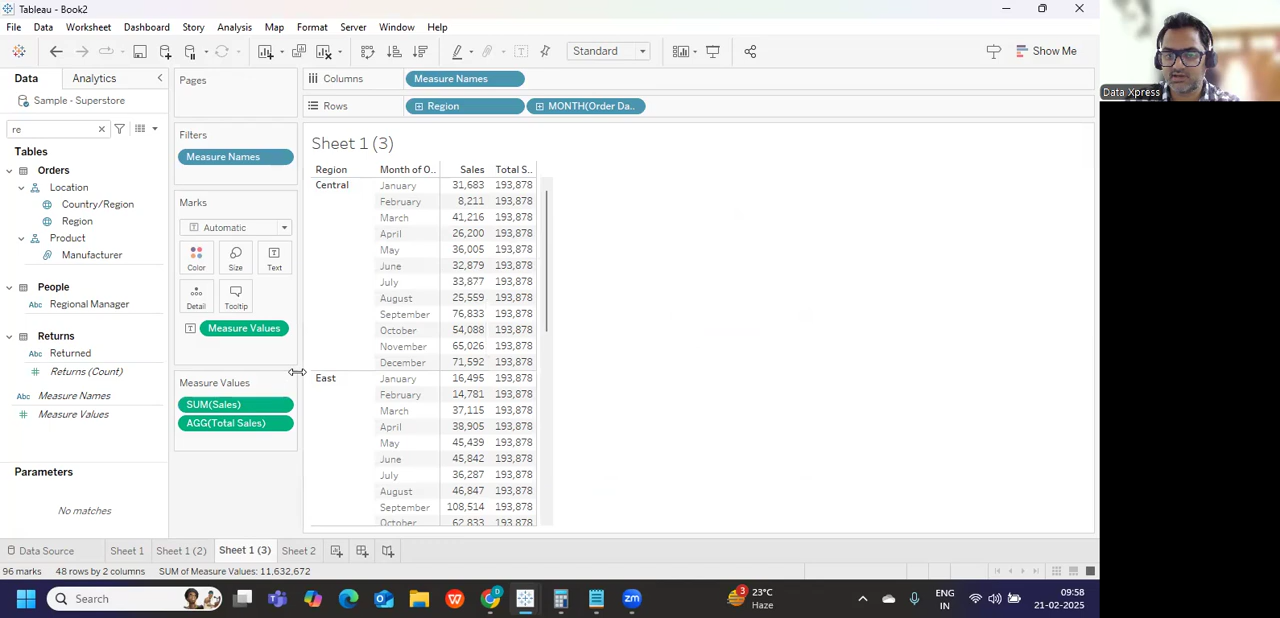 Tableau - Book2
File Data Worksheet Dashboard Story Analysis Map Format Server Window Help
Standard
Show Me
Data Analytics
Sample - Superstore
re
Tables
Orders
Location
Country/Region
Region
Product
Manufacturer
People
Abc Regional Manager
Returns
Abc Returned
Returns (Count)
Abc Measure Names
Measure Values
Parameters
No matches
Pages
Filters
Measure Names
Marks
Automatic
Color Size Text
Detail Tooltip
Measure Values
Measure Values
SUM(Sales)
AGG(Total Sales)
Columns Measure Names
Rows Region MONTH(Order Da..
Sheet 1 (3)
Region Month of O.. Sales Total S..
Central January 31,683 193,878
February 8,211 193,878
March 41,216 193,878
April 26,200 193,878
May 36,005 193,878
June 32,879 193,878
July 33,877 193,878
August 25,559 193,878
September 76,833 193,878
October 54,088 193,878
November 65,026 193,878
December 71,592 193,878
East January 16,495 193,878
February 14,781 193,878
March 37,115 193,878
April 38,905 193,878
May 45,439 193,878
June 45,842 193,878
July 36,287 193,878
August 46,847 193,878
September 108,514 193,878
October 62,833 193,878
Data Xpress
Data Source Sheet 1 Sheet 1 (2) Sheet 1 (3) Sheet 2
96 marks 48 rows by 2 columns SUM of Measure Values: 11,632,672
Search
3
23°C
Haze
ENG
IN
09:58
21-02-2025